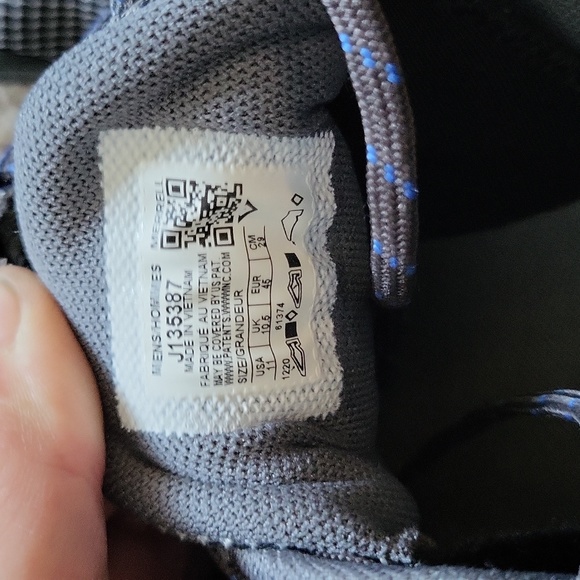 MENS/HOMMES MERRELL
J135387
MADE IN VIETNAM
FABRIQUE AU VIETNAM
MAY BE COVERED BY US PAT.
WWW.PATENTS.WWWINC.COM
SIZE/GRANDEUR
USA UK EUR CM
11 10.5 45 29
1220 61374